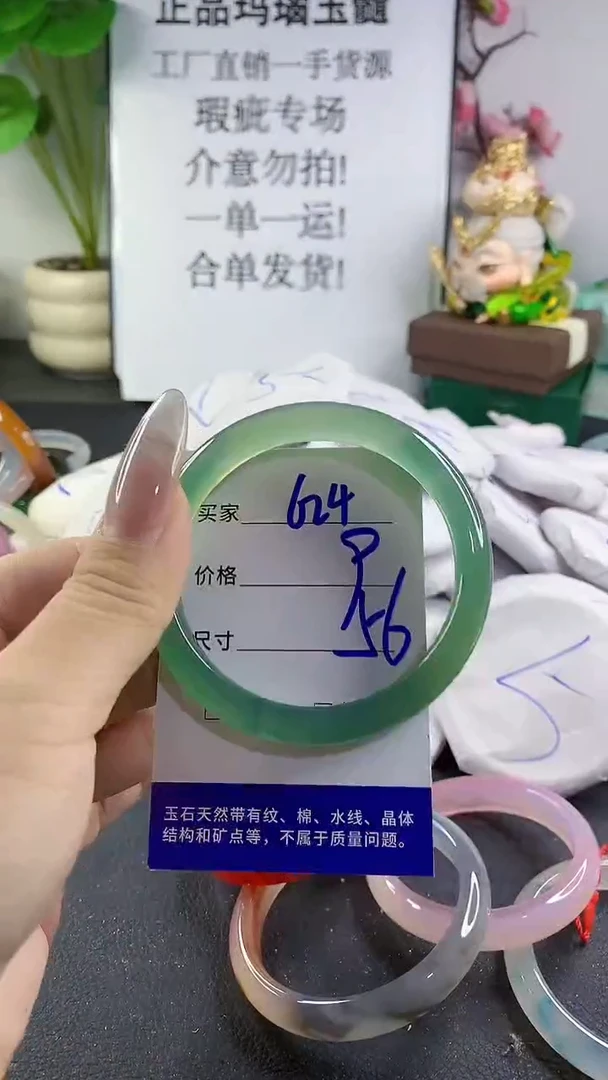 正品玛瑙玉髓
工厂直销一手货源
瑕疵专场
介意勿拍!
一单一运!
合单发货!
买家 624
价格
尺寸 56
玉石天然带有纹、棉、水线、晶体
结构和矿点等，不属于质量问题。